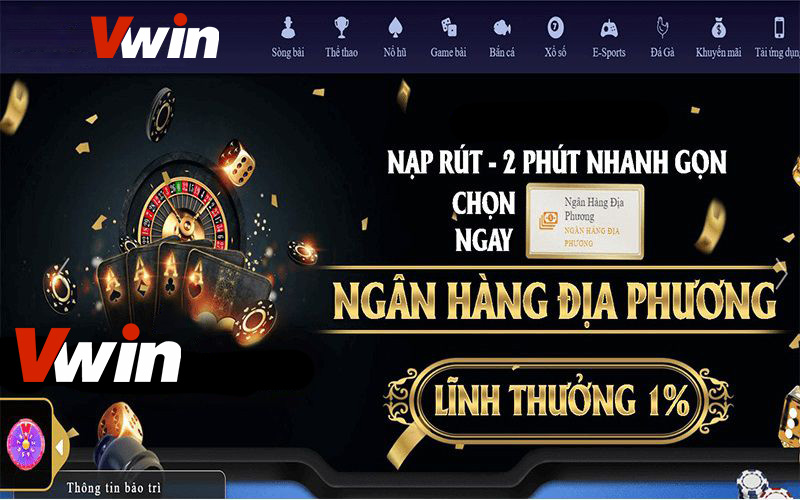 Vwin
Sòng bài Thể thao Nổ hũ Game bài Bắn cá Xổ số E-Sports Đá Gà Khuyến mãi Tải ứng dụng
NẠP RÚT - 2 PHÚT NHANH GỌN
CHỌN NGAY
Ngân Hàng Địa Phương
NGÂN HÀNG ĐỊA PHƯƠNG
NGÂN HÀNG ĐỊA PHƯƠNG
Vwin
LĨNH THƯỞNG 1%
Thông tin bảo trì